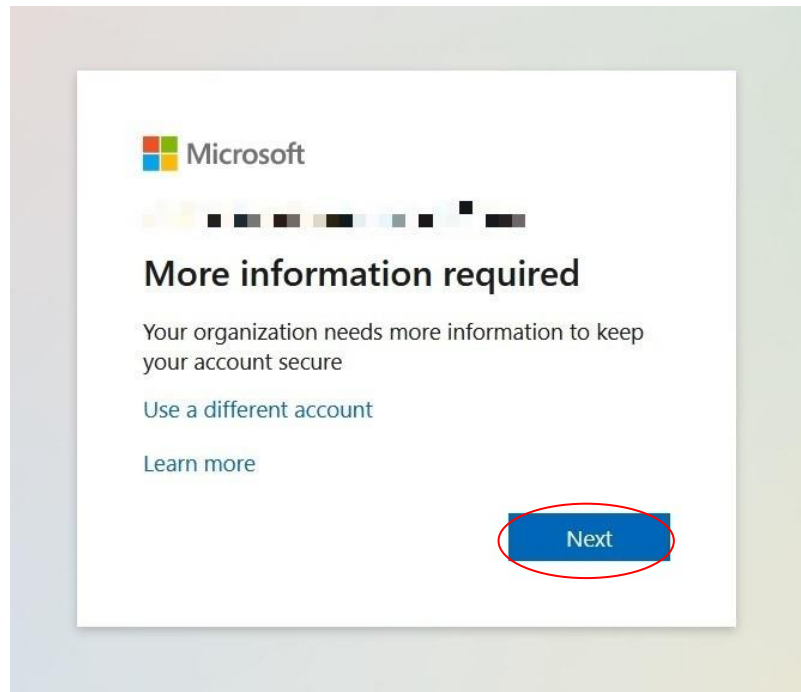 Microsoft
More information required
Your organization needs more information to keep
your account secure
Use a different account
Learn more
Next